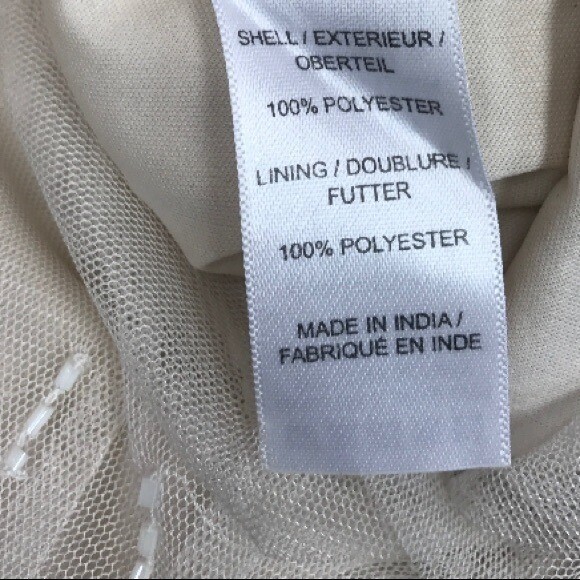 SHELL / EXTERIEUR /
OBERTEIL
100% POLYESTER
LINING / DOUBLURE /
FUTTER
100% POLYESTER
MADE IN INDIA /
FABRIQUÉ EN INDE